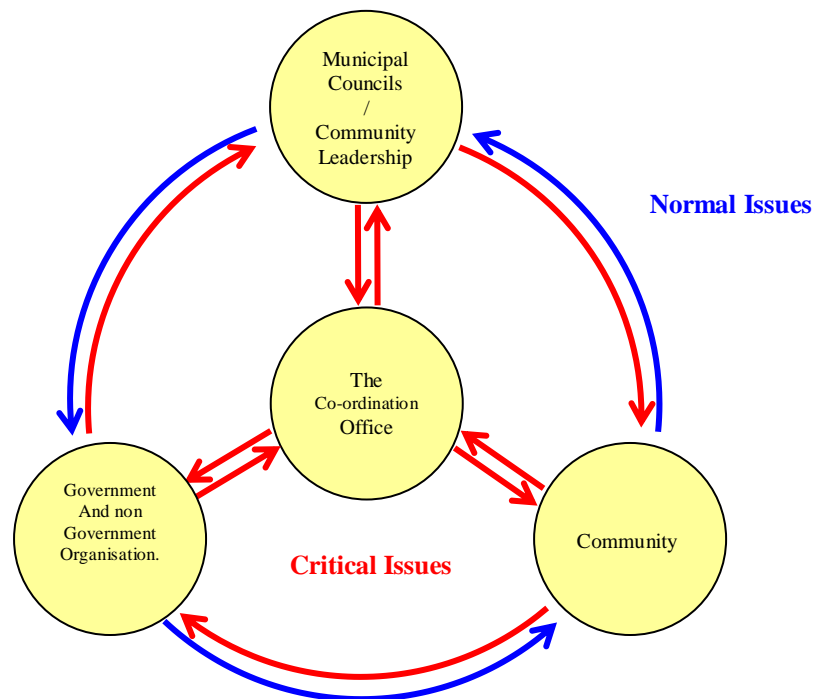 Municipal
Councils
/
Community
Leadership
Normal Issues
The
Co-ordination
Office
Government
And non
Government
Organisation.
Community
Critical Issues